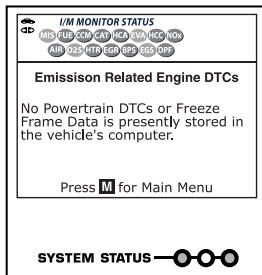 I/M MONITOR STATUS
MIS FUE CCM CAT HCA EVA HCC NOx
AIR O2S HTR EGR BPS EGS DPF
Emissison Related Engine DTCs
No Powertrain DTCs or Freeze
Frame Data is presently stored in
the vehicle's computer.
Press M for Main Menu
SYSTEM STATUS